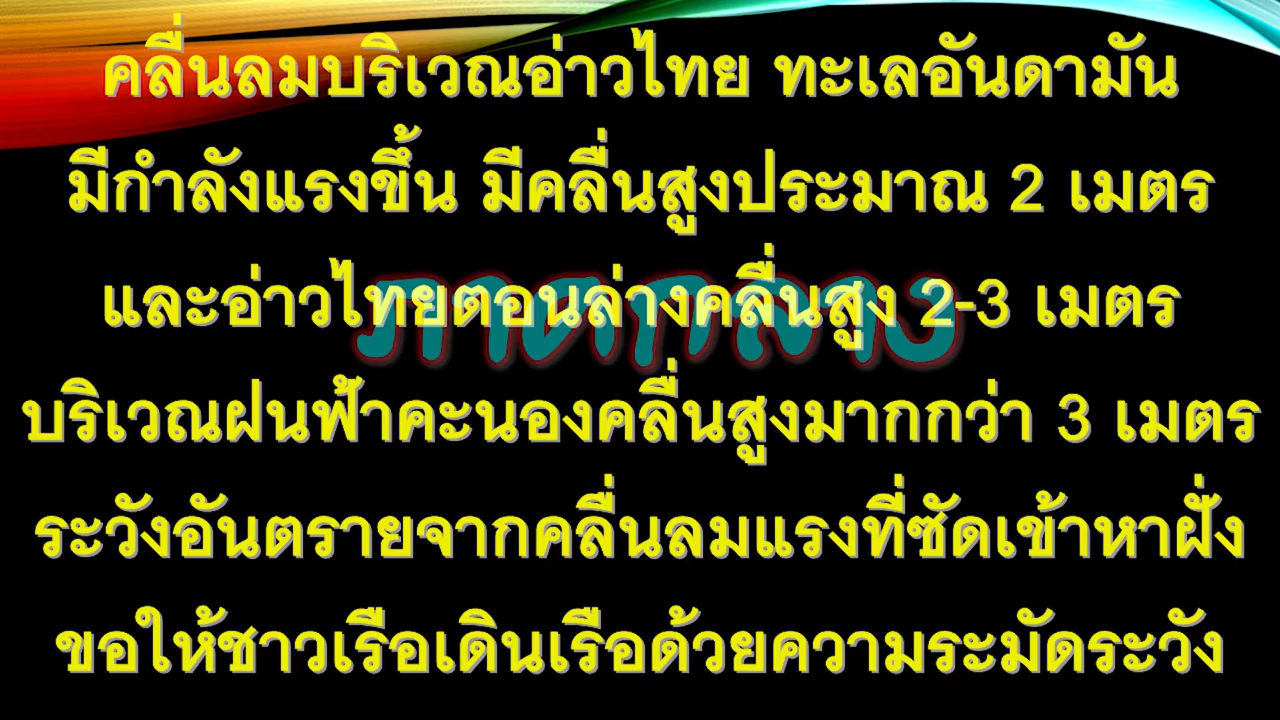 คลื่นลมบริเวณอ่าวไทย ทะเลอันดามัน
มีกำลังแรงขึ้น มีคลื่นสูงประมาณ 2 เมตร
และอ่าวไทยตอนล่างคลื่นสูง 2-3 เมตร
ภาคกลาง
บริเวณฝนฟ้าคะนองคลื่นสูงมากกว่า 3 เมตร
ระวังอันตรายจากคลื่นลมแรงที่ซัดเข้าหาฝั่ง
ขอให้ชาวเรือเดินเรือด้วยความระมัดระวัง